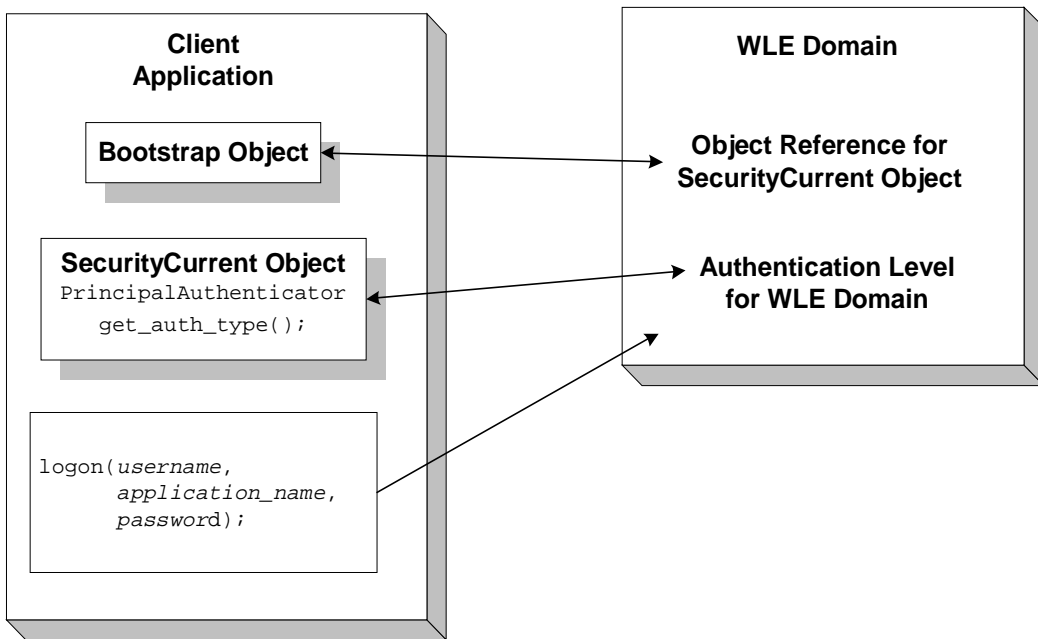 Client
Application
Bootstrap Object
SecurityCurrent Object
PrincipalAuthenticator
get_auth_type();
logon(username,
application_name,
password);
WLE Domain
Object Reference for
SecurityCurrent Object
Authentication Level
for WLE Domain